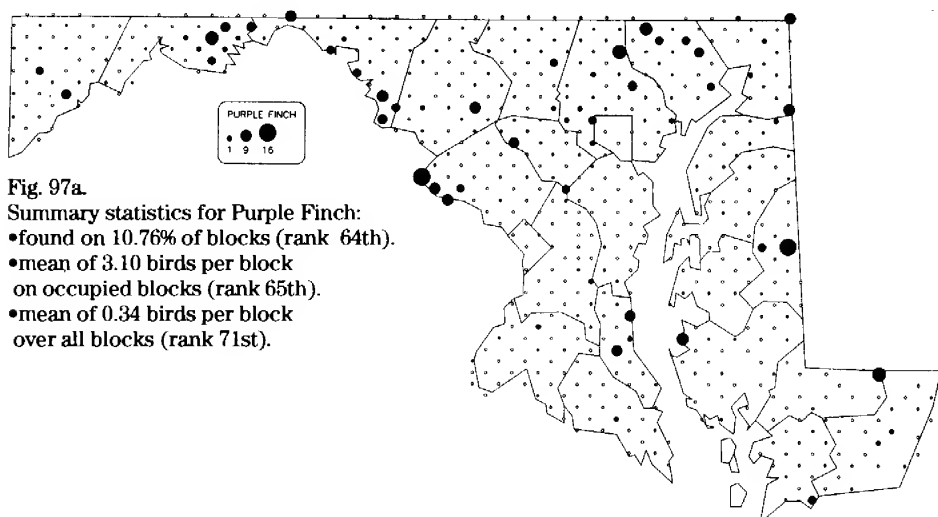 PURPLE FINCH
1 9 16
Fig. 97a.
Summary statistics for Purple Finch:
•found on 10.76% of blocks (rank 64th).
•mean of 3.10 birds per block
on occupied blocks (rank 65th).
•mean of 0.34 birds per block
over all blocks (rank 71st).